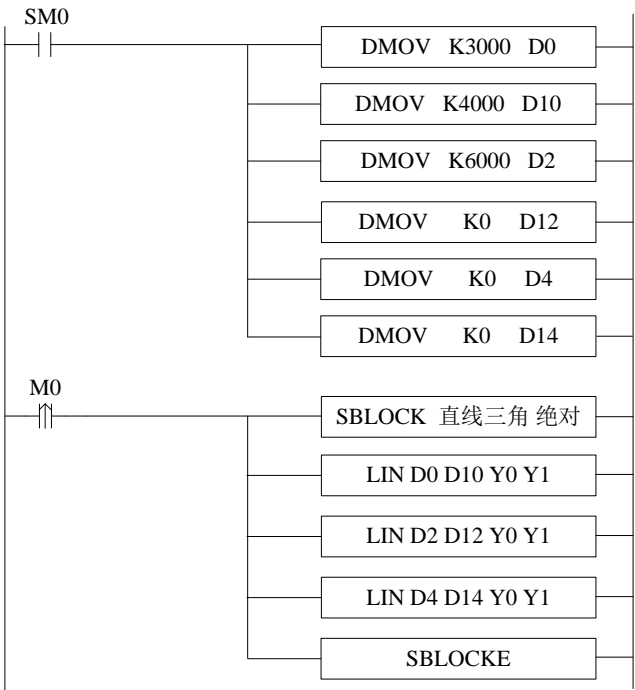 SM0
DMOV K3000 D0
DMOV K4000 D10
DMOV K6000 D2
DMOV K0 D12
DMOV K0 D4
DMOV K0 D14
M0
SBLOCK 直线三角 绝对
LIN D0 D10 Y0 Y1
LIN D2 D12 Y0 Y1
LIN D4 D14 Y0 Y1
SBLOCKE